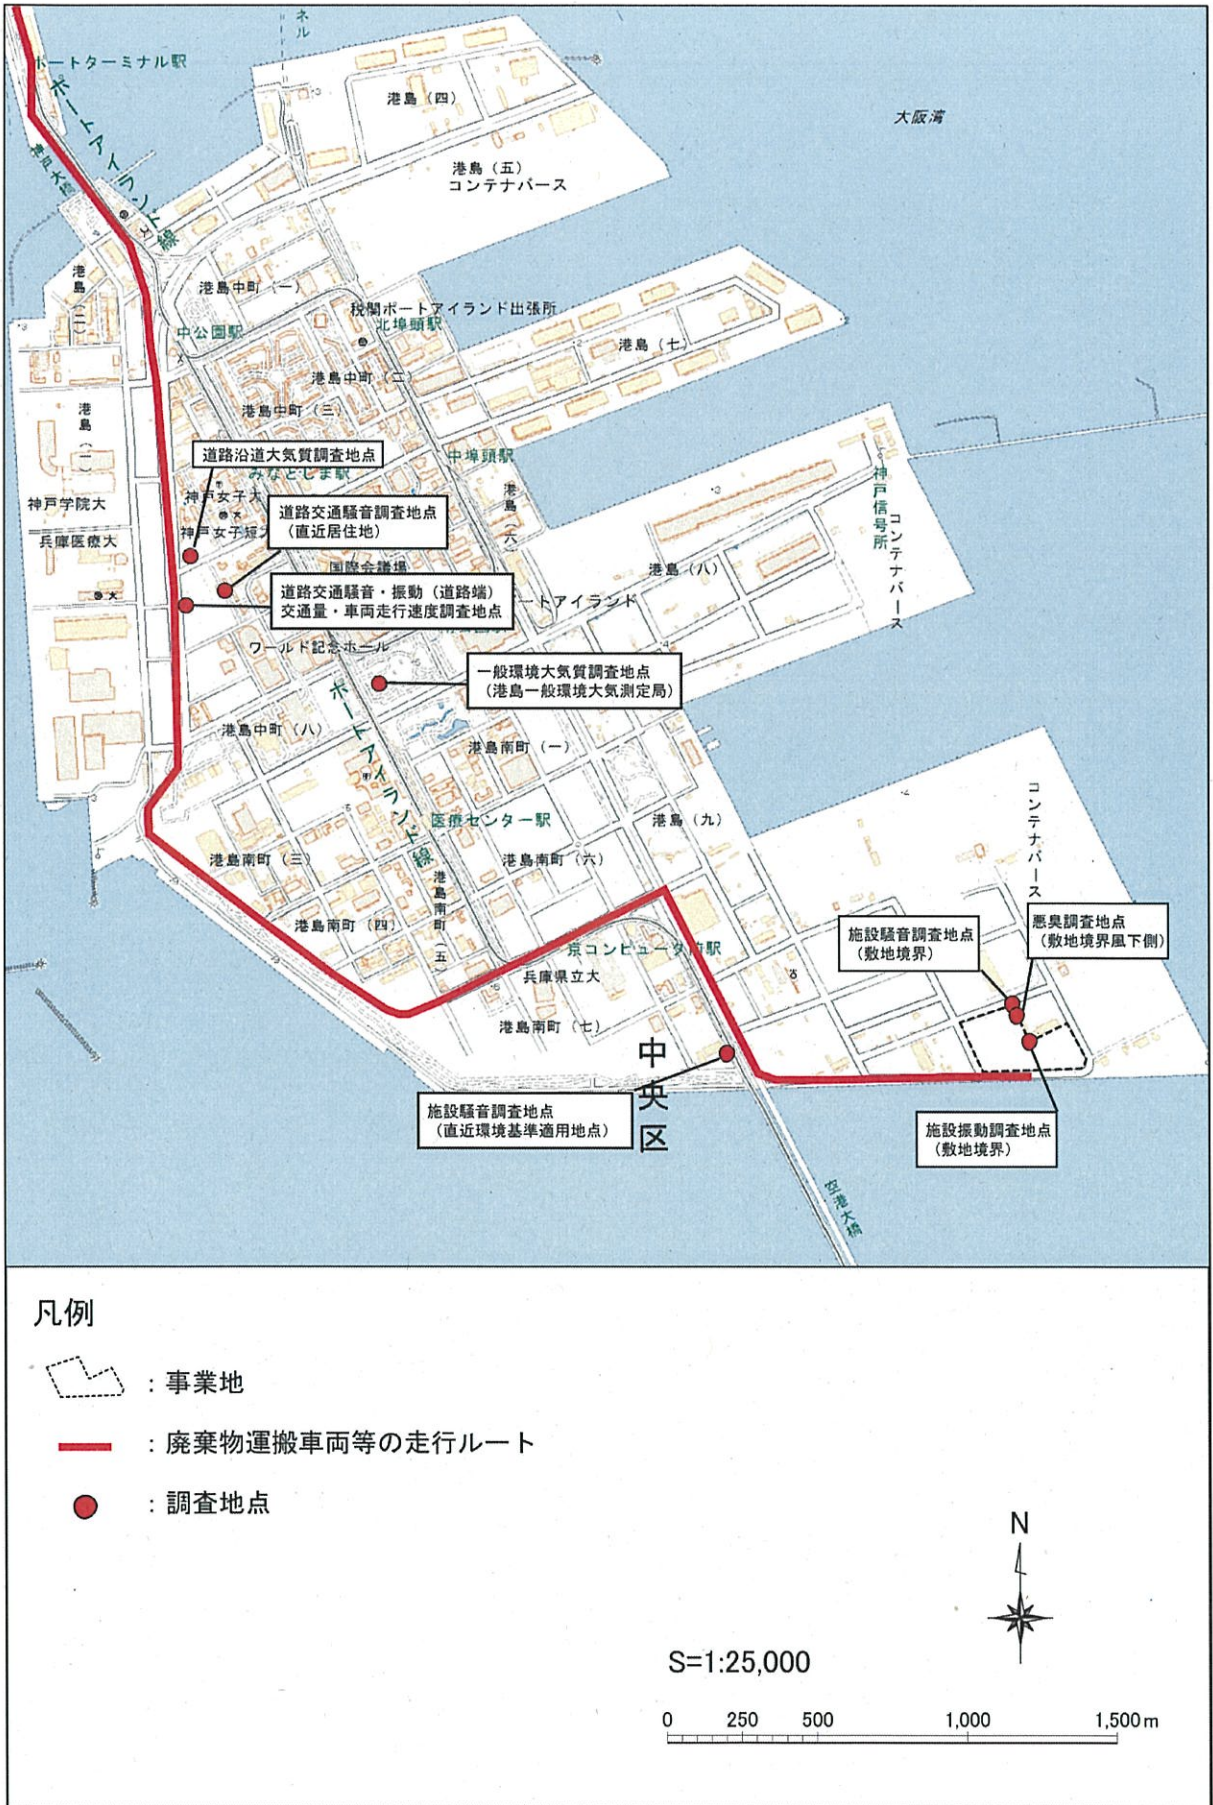 ネル
ポートターミナル駅
ポートアイランド線
神戸大橋
港島（四）
大阪湾
港島（五）
コンテナバース
港島（二）
港島中町（一）
税関ポートアイランド出張所
中公園駅
北埠頭駅
港島（七）
港島中町（二）
港島中町（三）
港島（一）
道路沿道大気質調査地点
みなとじま駅
中埠頭駅
神戸信号所
神戸学院大
神戸女子大
道路交通騒音調査地点
（直近居住地）
港島（六）
コンテナバース
兵庫医療大
神戸女子短大
国際会議場
港島（八）
道路交通騒音・振動（道路端）
交通量・車両走行速度調査地点
ートアイランド
ワールド記念ホール
一般環境大気質調査地点
（港島一般環境大気測定局）
ポートアイランド線
港島中町（八）
港島南町（一）
コンテナバース
医療センター駅
港島（九）
港島南町（三）
港島南町（六）
港島南町（五）
港島南町（四）
施設騒音調査地点
（敷地境界）
悪臭調査地点
（敷地境界風下側）
京コンピュータ前駅
兵庫県立大
港島南町（七）
中央区
施設騒音調査地点
（直近環境基準適用地点）
施設振動調査地点
（敷地境界）
空港大橋
凡例
：事業地
：廃棄物運搬車両等の走行ルート
：調査地点
N
S=1:25,000
0 250 500 1,000 1,500m